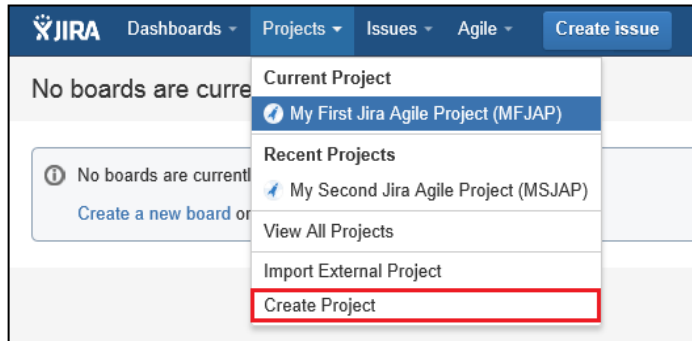 JIRA Dashboards Projects Issues Agile Create issue
No boards are curre
Current Project
My First Jira Agile Project (MFJAP)
Recent Projects
No boards are currentl
My Second Jira Agile Project (MSJAP)
Create a new board or
View All Projects
Import External Project
Create Project